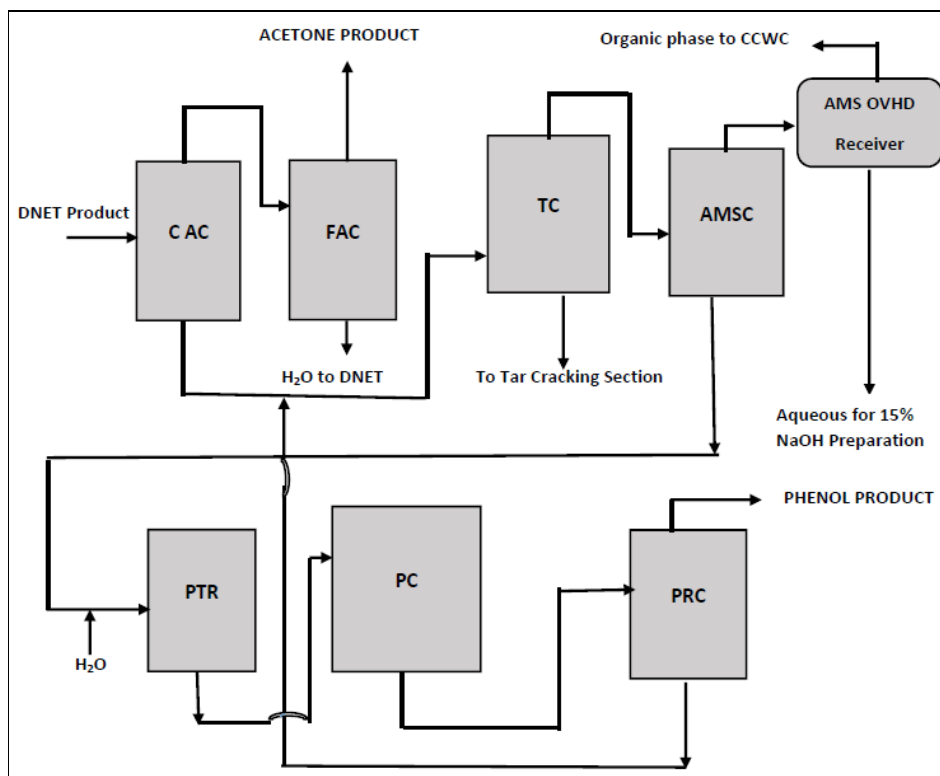 ACETONE PRODUCT
Organic phase to CCWC
AMS OVHD
Receiver
DNET Product
C AC
FAC
TC
AMSC
H₂O to DNET
To Tar Cracking Section
Aqueous for 15%
NaOH Preparation
PHENOL PRODUCT
PTR
PC
PRC
H₂O